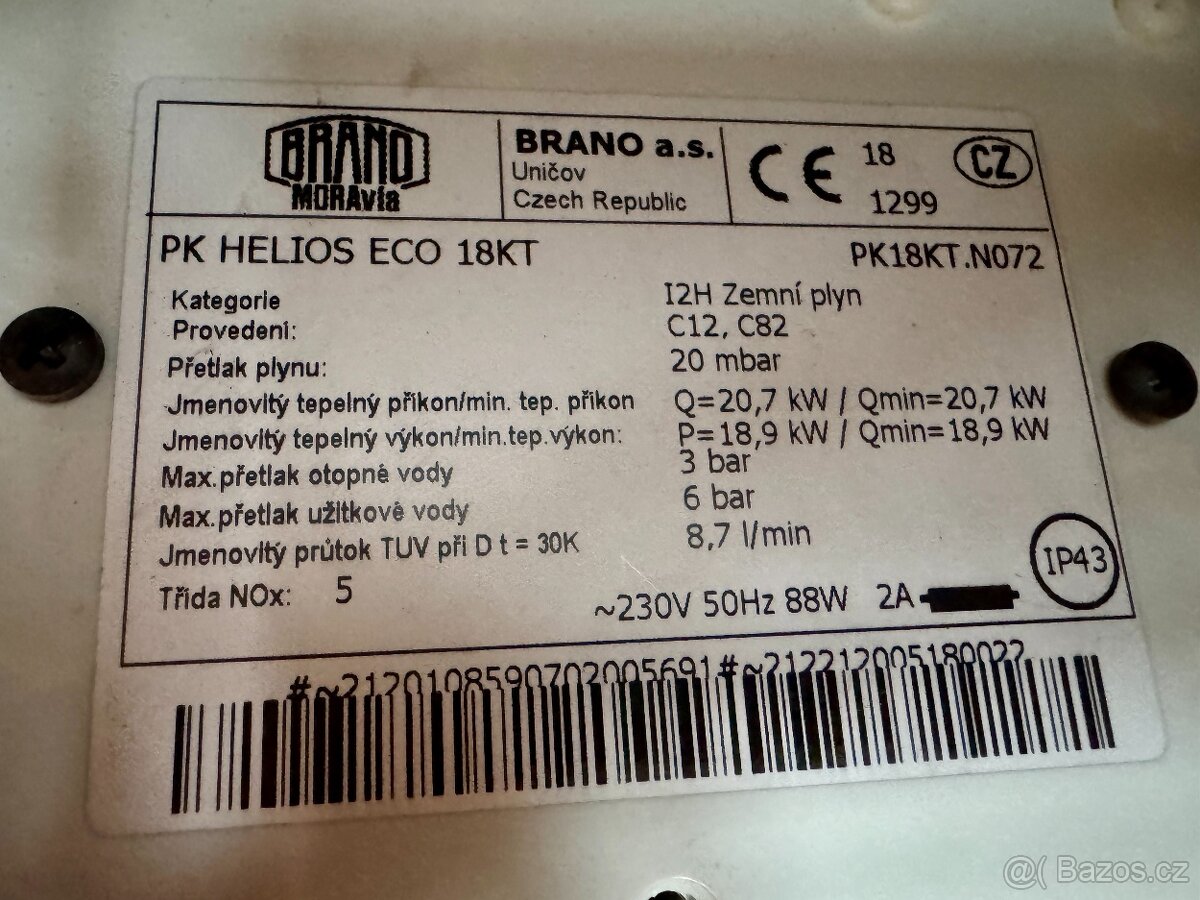 BRANO
MORAvia
BRANO a.s.
Uničov
Czech Republic
CE 18
1299
CZ
PK HELIOS ECO 18KT PK18KT.N072
Kategorie I2H Zemní plyn
Provedení: C12, C82
Přetlak plynu: 20 mbar
Jmenovitý tepelný příkon/min. tep. příkon Q=20,7 kW / Qmin=20,7 kW
Jmenovitý tepelný výkon/min.tep.výkon: P=18,9 kW / Qmin=18,9 kW
Max.přetlak otopné vody 3 bar
Max.přetlak užitkové vody 6 bar
Jmenovitý průtok TUV při D t = 30K 8,7 l/min
Třída NOx: 5
~230V 50Hz 88W 2A
IP43
#~2120108590702005691#~212212005180022
@( Bazos.cz